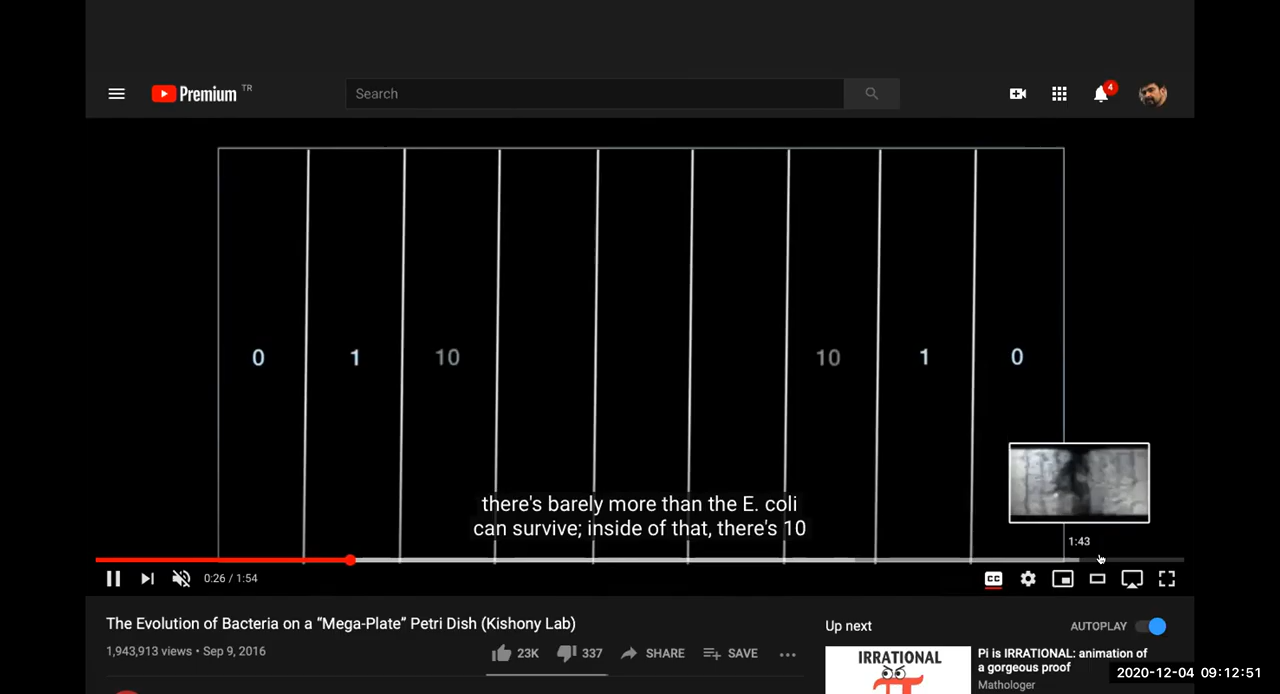 Premium TR
Search
4
0 1 10 10 1 0
there's barely more than the E. coli
can survive; inside of that, there's 10
1:43
0:26 / 1:54
CC
The Evolution of Bacteria on a “Mega-Plate” Petri Dish (Kishony Lab)
1,943,913 views • Sep 9, 2016
23K 337 SHARE SAVE
Up next
AUTOPLAY
IRRATIONAL
Pi is IRRATIONAL: animation of
a gorgeous proof
Mathologer
2020-12-04 09:12:51